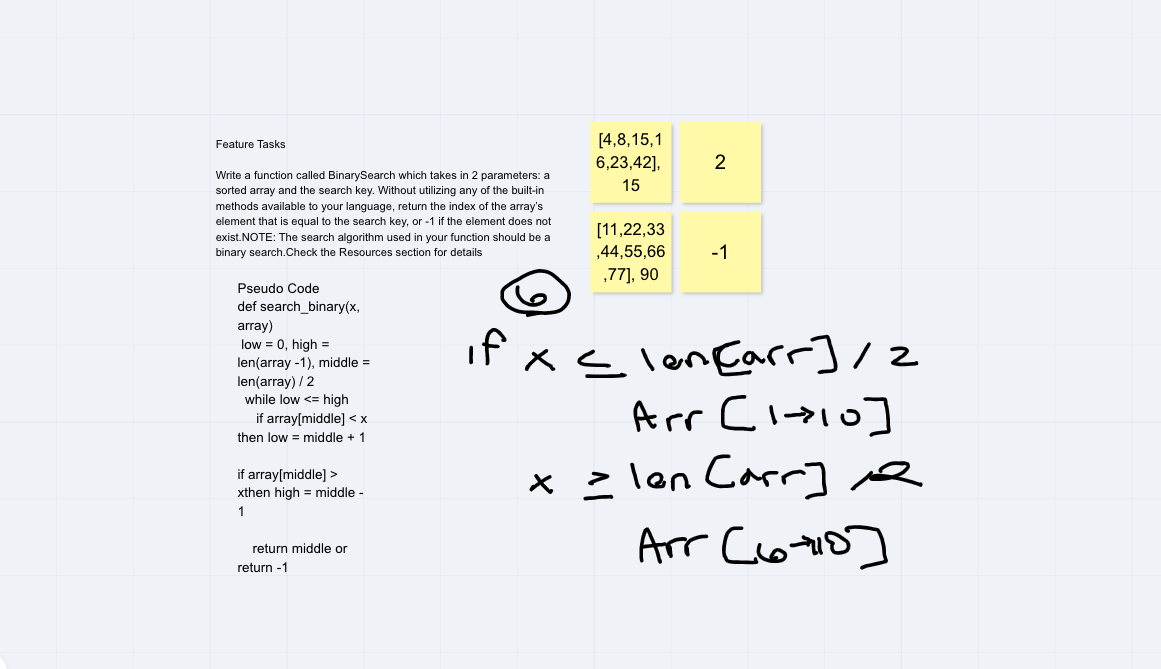 Feature Tasks
Write a function called BinarySearch which takes in 2 parameters: a
sorted array and the search key. Without utilizing any of the built-in
methods available to your language, return the index of the array's
element that is equal to the search key, or -1 if the element does not
exist.NOTE: The search algorithm used in your function should be a
binary search.Check the Resources section for details
Pseudo Code
def search_binary(x,
array)
low = 0, high =
len(array -1), middle =
len(array) / 2
while low <= high
if array[middle] < x
then low = middle + 1
if array[middle] >
xthen high = middle -
1
return middle or
return -1
[4,8,15,1
6,23,42],
15
2
[11,22,33
,44,55,66
,77], 90
-1
6
if x ≤ len[arr] / 2
Arr [1→10]
x ≥ len [arr] / 2
Arr [6→10]